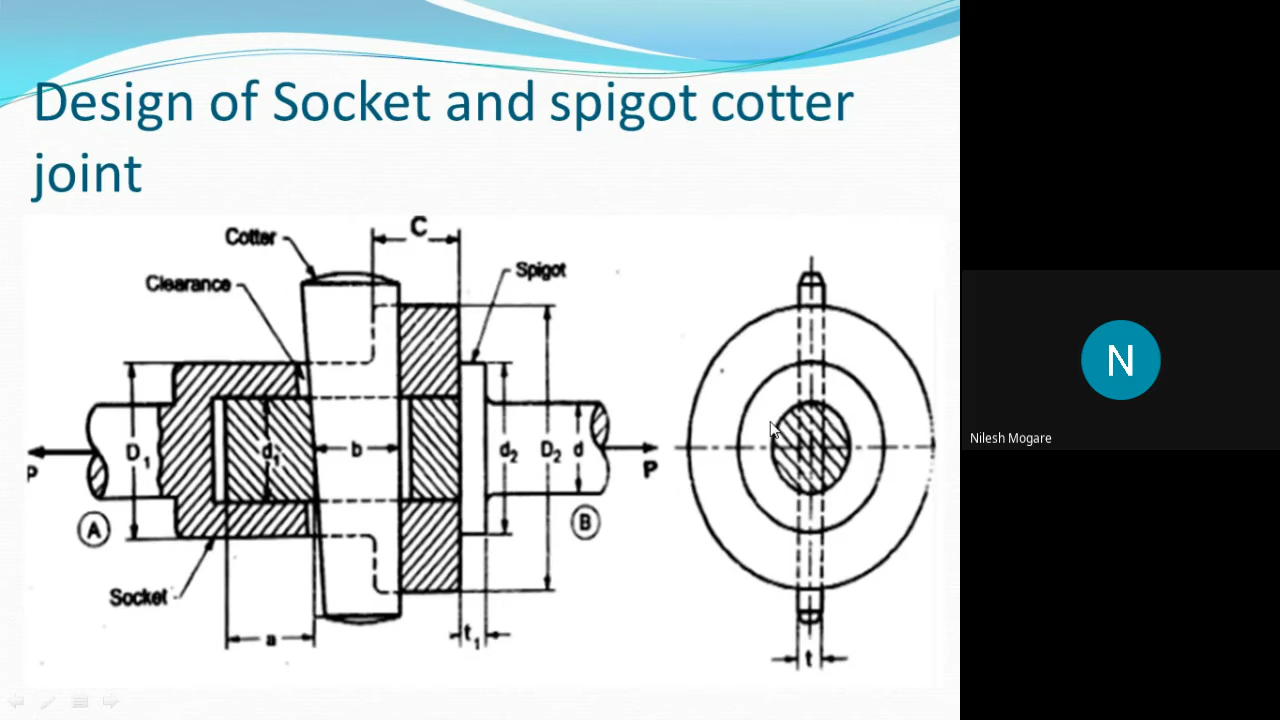 Design of Socket and spigot cotter
joint
C
Cotter
Spigot
Clearance
D₁
d₁
b
d₂
D₂
d
P
P
A
B
Socket
a
t₁
t
N
Nilesh Mogare